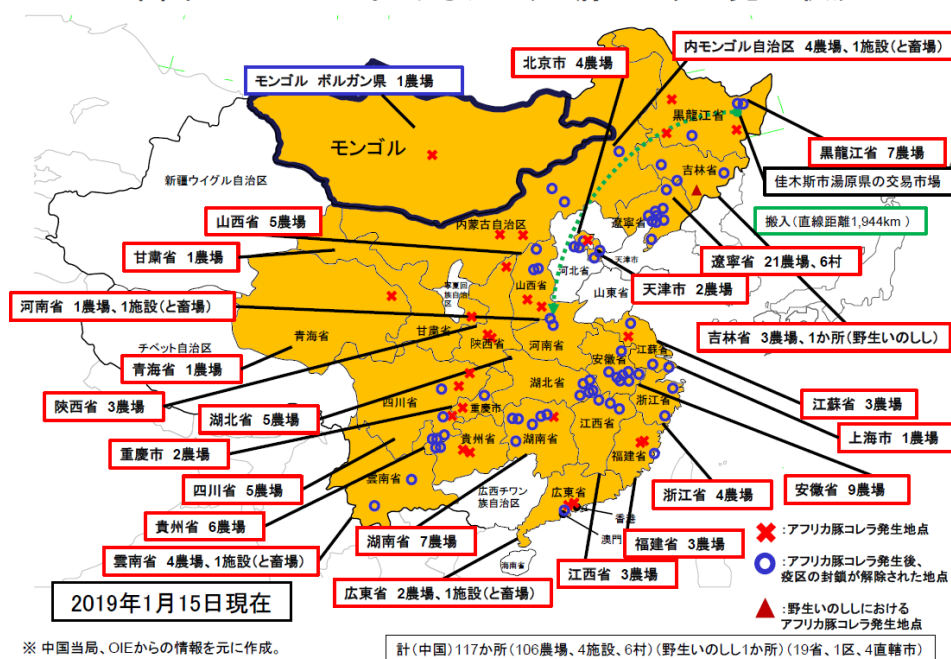 北京市 4農場
内モンゴル自治区 4農場、1施設(と畜場)
モンゴル ボルガン県 1農場
黒龍江省
モンゴル
黒龍江省 7農場
新疆ウイグル自治区
吉林省
佳木斯市湯原県の交易市場
山西省 5農場
内蒙古自治区
遼寧省
搬入(直線距離1,944km)
甘粛省 1農場
天津市
河北省
遼寧省 21農場、6村
寧夏回族自治区
山西省
山東省
天津市 2農場
河南省 1農場、1施設(と畜場)
吉林省 3農場、1か所(野生いのしし)
青海省
甘粛省
陝西省
河南省
安徽省
江蘇省
チベット自治区
青海省 1農場
湖北省
陝西省 3農場
四川省
重慶市
浙江省
江蘇省 3農場
湖北省 5農場
江西省
上海市 1農場
重慶市 2農場
貴州省
湖南省
福建省
四川省 5農場
雲南省
広西チワン
族自治区
広東省
浙江省 4農場
安徽省 9農場
貴州省 6農場
香港
澳門
湖南省 7農場
福建省 3農場
雲南省 4農場、1施設(と畜場)
海南省
江西省 3農場
広東省 2農場、1施設(と畜場)
:アフリカ豚コレラ発生地点
:アフリカ豚コレラ発生後、
疫区の封鎖が解除された地点
:野生いのししにおける
アフリカ豚コレラ発生地点
2019年1月15日現在
※ 中国当局、OIEからの情報を元に作成。
計(中国)117か所(106農場、4施設、6村)(野生いのしし1か所)(19省、1区、4直轄市)